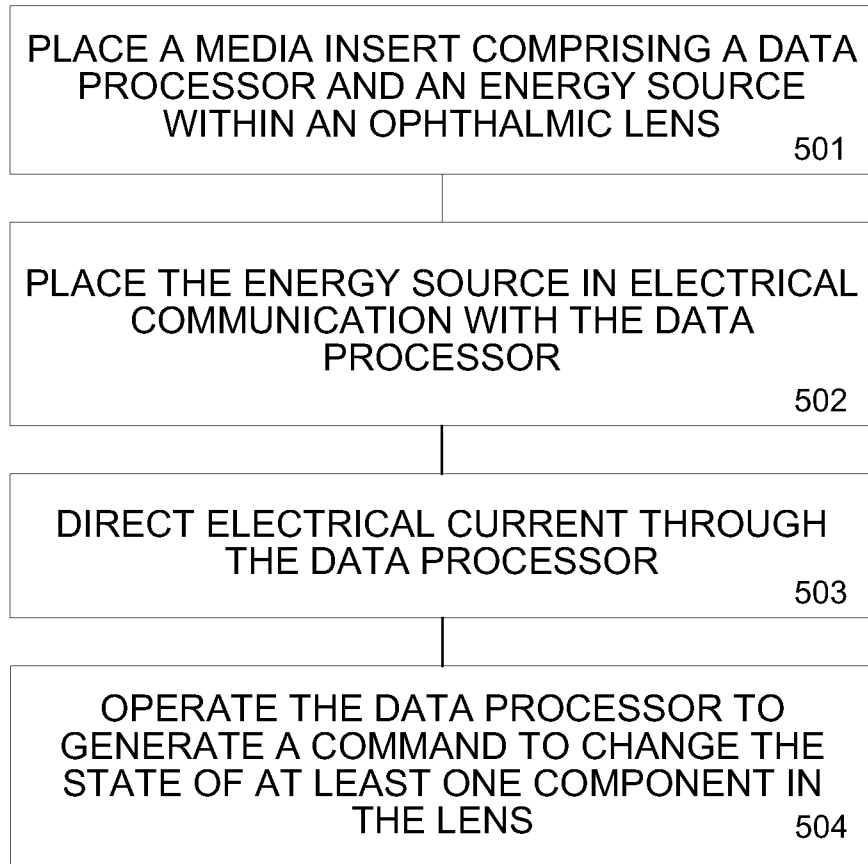 PLACE A MEDIA INSERT COMPRISING A DATA
PROCESSOR AND AN ENERGY SOURCE
WITHIN AN OPHTHALMIC LENS
501
PLACE THE ENERGY SOURCE IN ELECTRICAL
COMMUNICATION WITH THE DATA
PROCESSOR
502
DIRECT ELECTRICAL CURRENT THROUGH
THE DATA PROCESSOR
503
OPERATE THE DATA PROCESSOR TO
GENERATE A COMMAND TO CHANGE THE
STATE OF AT LEAST ONE COMPONENT IN
THE LENS
504